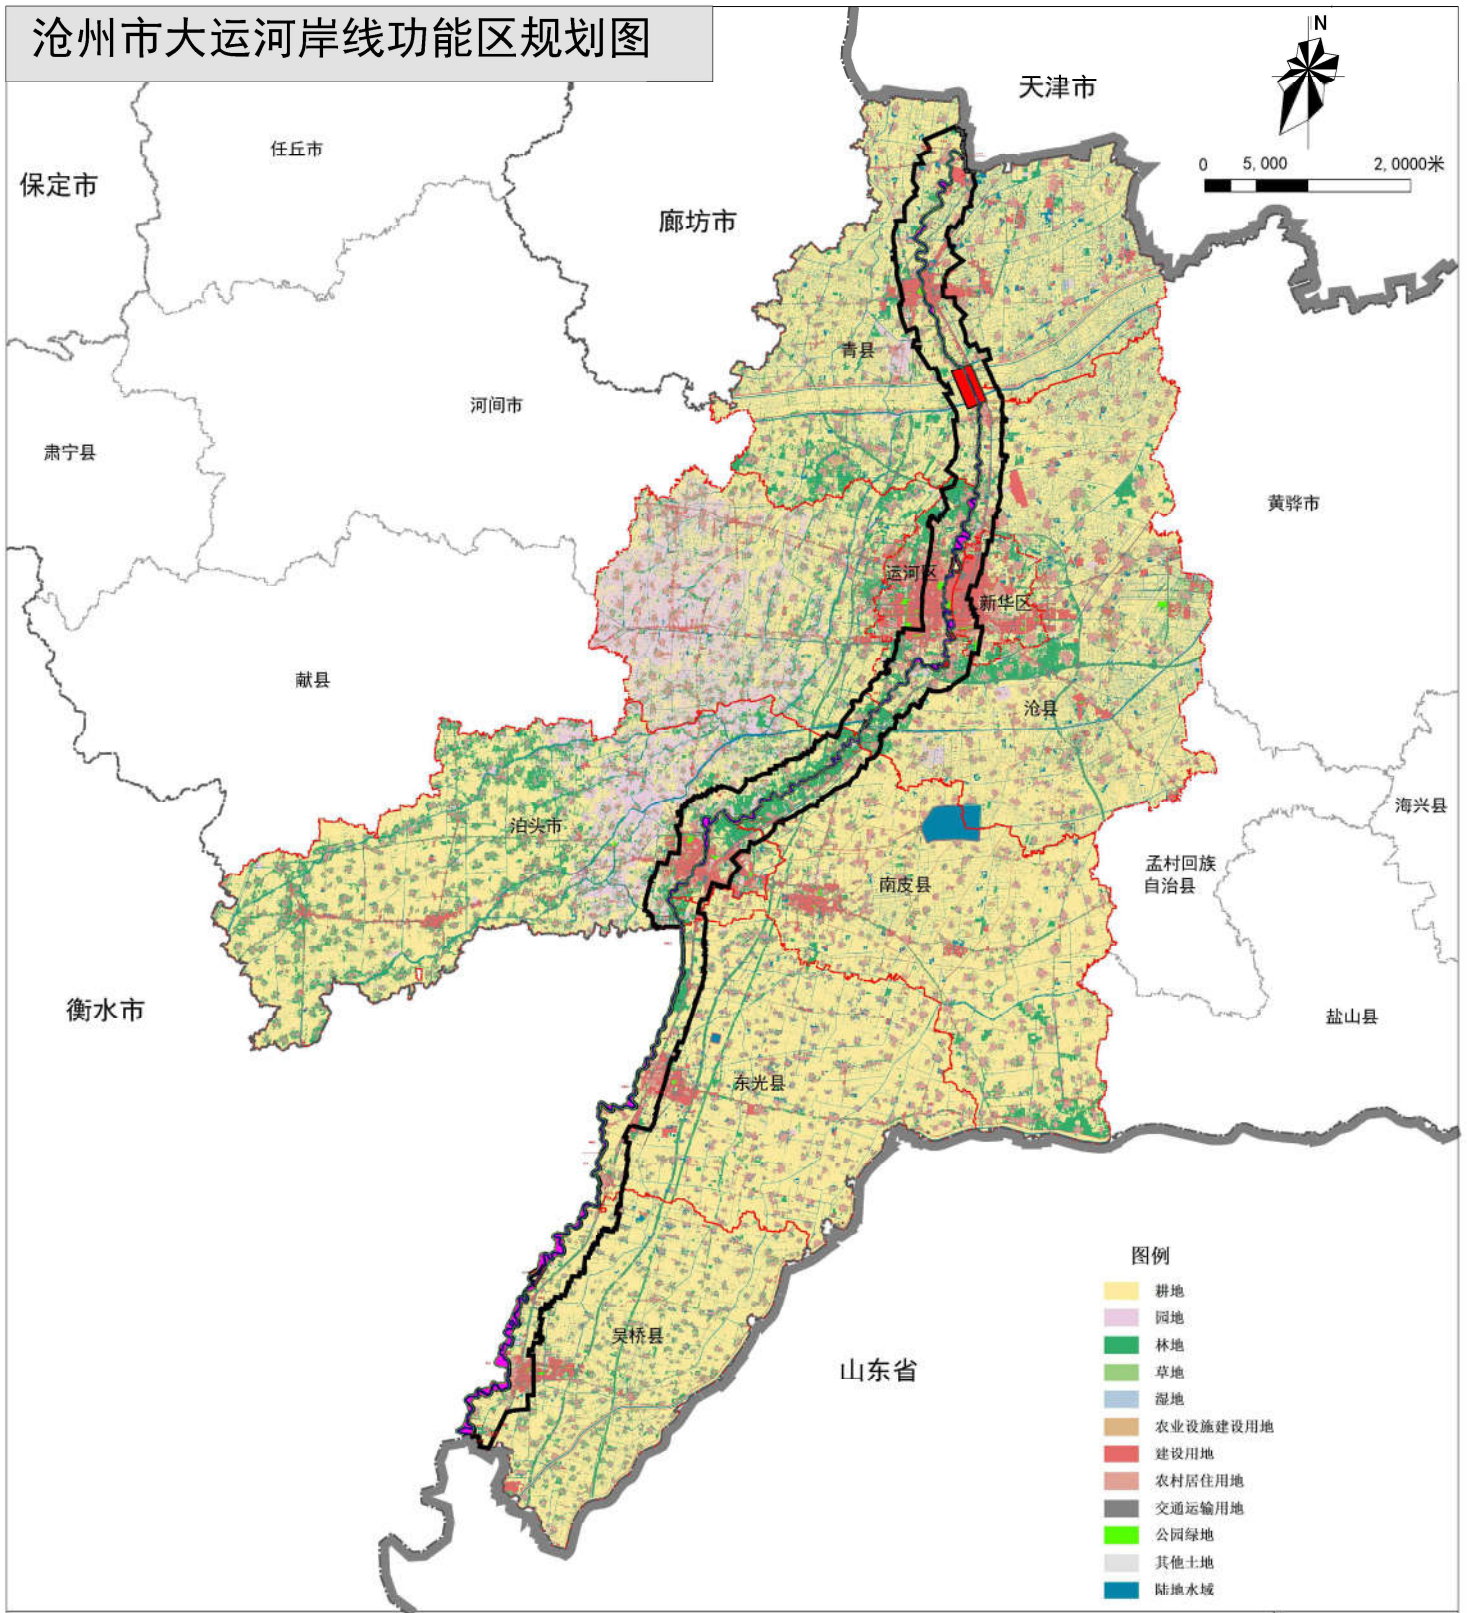 沧州市大运河岸线功能区规划图
N
天津市
0 5,000 2,0000米
任丘市
保定市
廊坊市
青县
河间市
肃宁县
黄骅市
运河区
新华区
献县
沧县
海兴县
泊头市
孟村回族
自治县
南皮县
衡水市
盐山县
东光县
吴桥县
山东省
图例
耕地
园地
林地
草地
湿地
农业设施建设用地
建设用地
农村居住用地
交通运输用地
公园绿地
其他土地
陆地水域